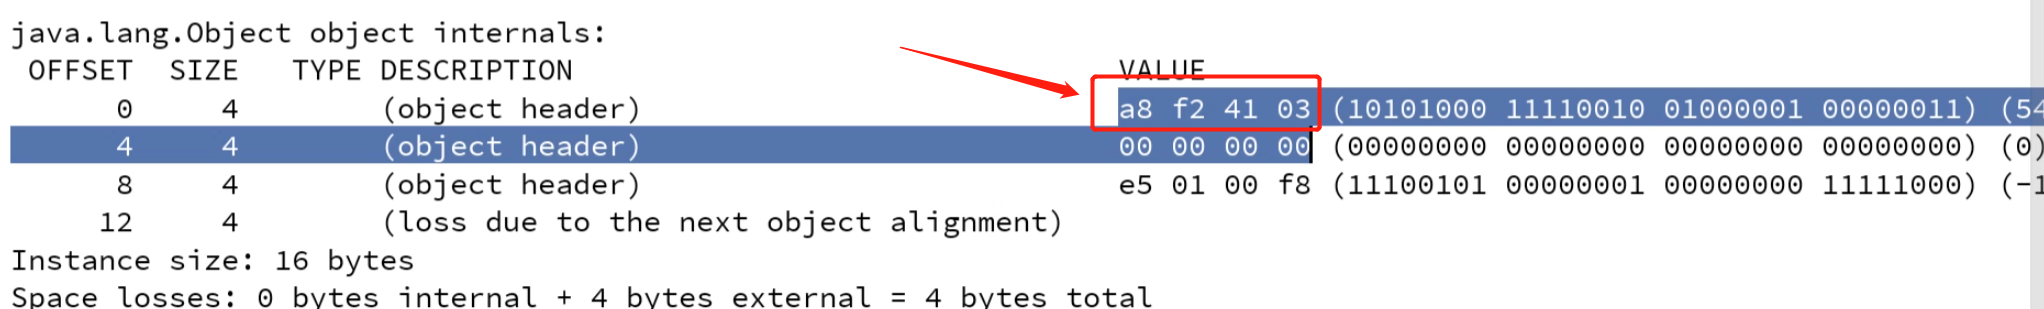 java.lang.Object object internals:
OFFSET SIZE TYPE DESCRIPTION VALUE
0 4 (object header) a8 f2 41 03 (10101000 11110010 01000001 00000011) (54
4 4 (object header) 00 00 00 00 (00000000 00000000 00000000 00000000) (0)
8 4 (object header) e5 01 00 f8 (11100101 00000001 00000000 11111000) (-1
12 4 (loss due to the next object alignment)
Instance size: 16 bytes
Space losses: 0 bytes internal + 4 bytes external = 4 bytes total